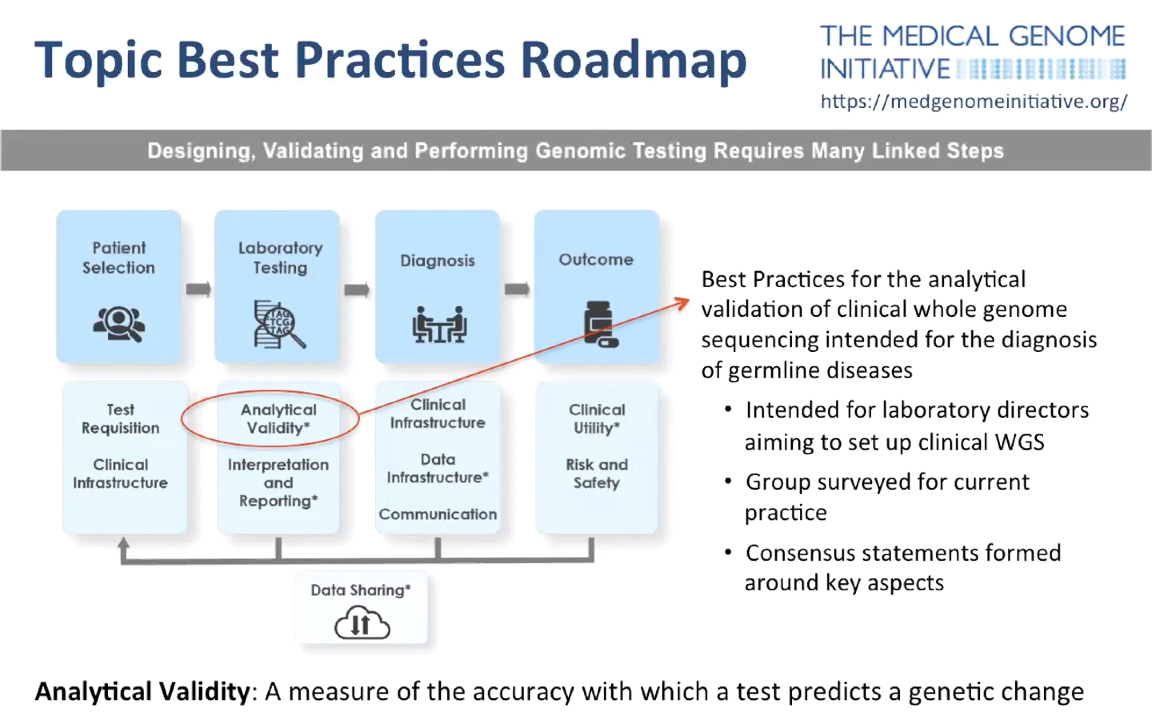 Topic Best Practices Roadmap
THE MEDICAL GENOME
INITIATIVE
https://medgenomeinitiative.org/
Designing, Validating and Performing Genomic Testing Requires Many Linked Steps
Patient
Selection
Laboratory
Testing
TAG
TCG
TAG
Diagnosis
Outcome
Test
Requisition
Clinical
Infrastructure
Analytical
Validity*
Interpretation
and
Reporting*
Clinical
Infrastructure
Data
Infrastructure*
Communication
Clinical
Utility*
Risk and
Safety
Data Sharing*
Best Practices for the analytical
validation of clinical whole genome
sequencing intended for the diagnosis
of germline diseases
• Intended for laboratory directors
aiming to set up clinical WGS
• Group surveyed for current
practice
• Consensus statements formed
around key aspects
Analytical Validity: A measure of the accuracy with which a test predicts a genetic change